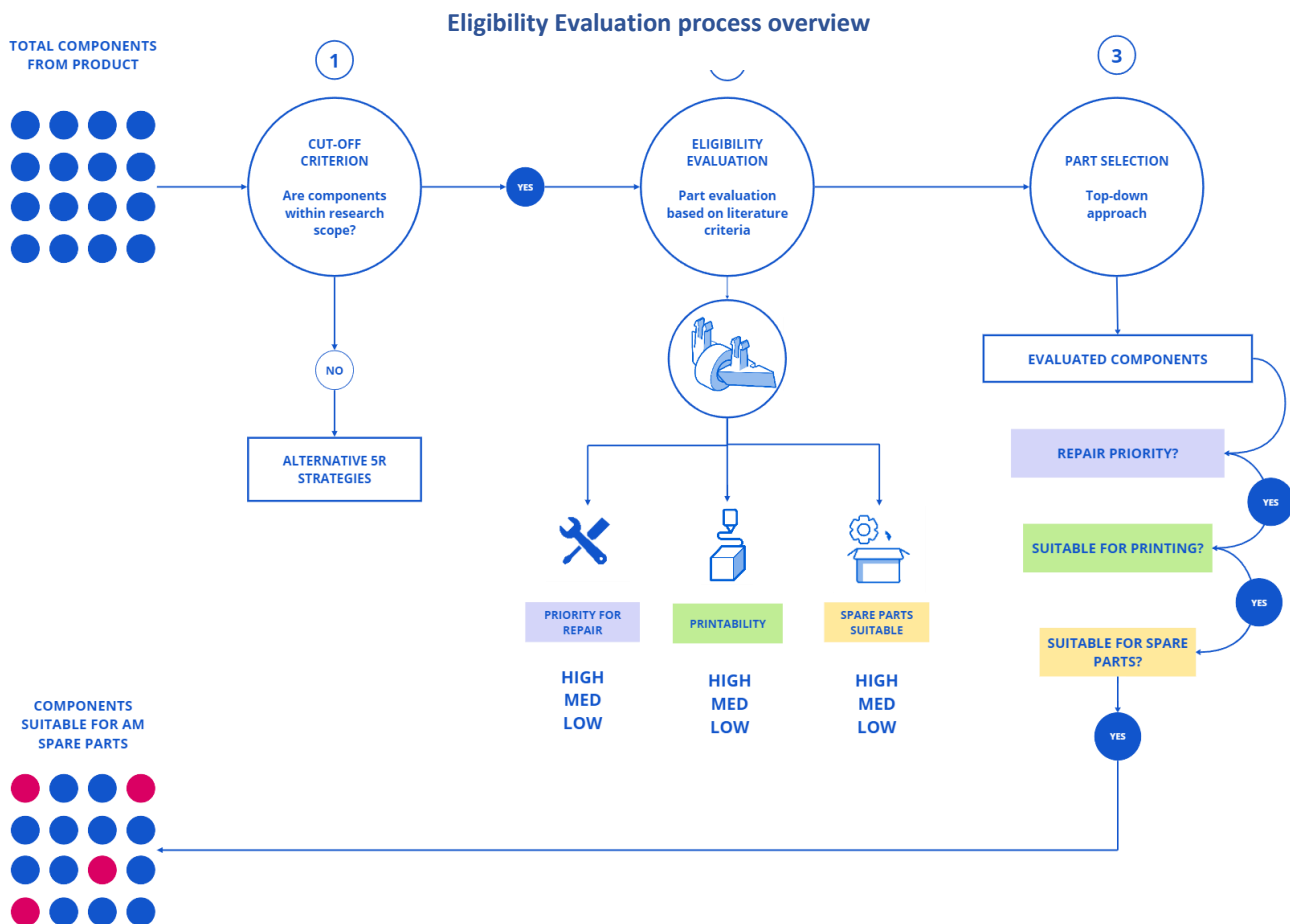 Eligibility Evaluation process overview
TOTAL COMPONENTS
FROM PRODUCT
1
3
CUT-OFF
CRITERION
Are components
within research
scope?
YES
ELIGIBILITY
EVALUATION
Part evaluation
based on literature
criteria
PART SELECTION
Top-down
approach
NO
ALTERNATIVE 5R
STRATEGIES
PRIORITY FOR
REPAIR
HIGH
MED
LOW
PRINTABILITY
HIGH
MED
LOW
SPARE PARTS
SUITABLE
HIGH
MED
LOW
EVALUATED COMPONENTS
REPAIR PRIORITY?
YES
SUITABLE FOR PRINTING?
YES
SUITABLE FOR SPARE
PARTS?
YES
COMPONENTS
SUITABLE FOR AM
SPARE PARTS